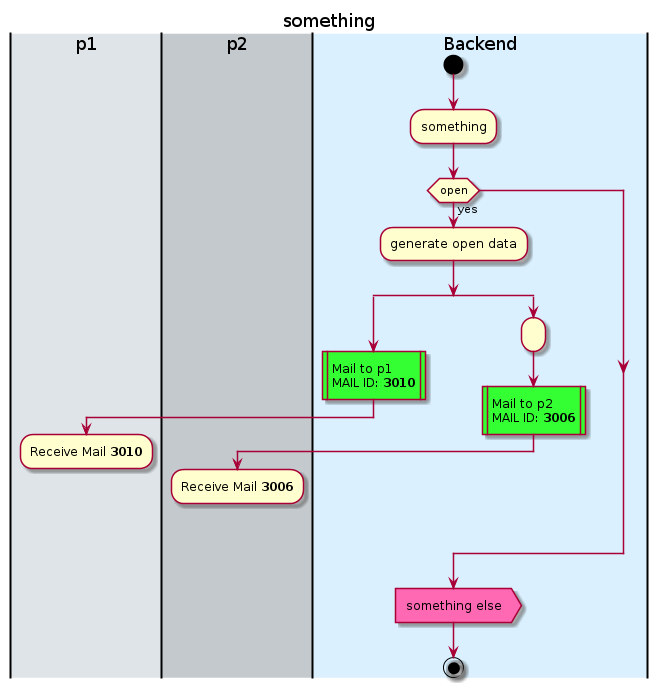 something
p1
p2
Backend
something
open
yes
generate open data
Mail to p1
MAIL ID: 3010
Mail to p2
MAIL ID: 3006
Receive Mail 3010
Receive Mail 3006
something else